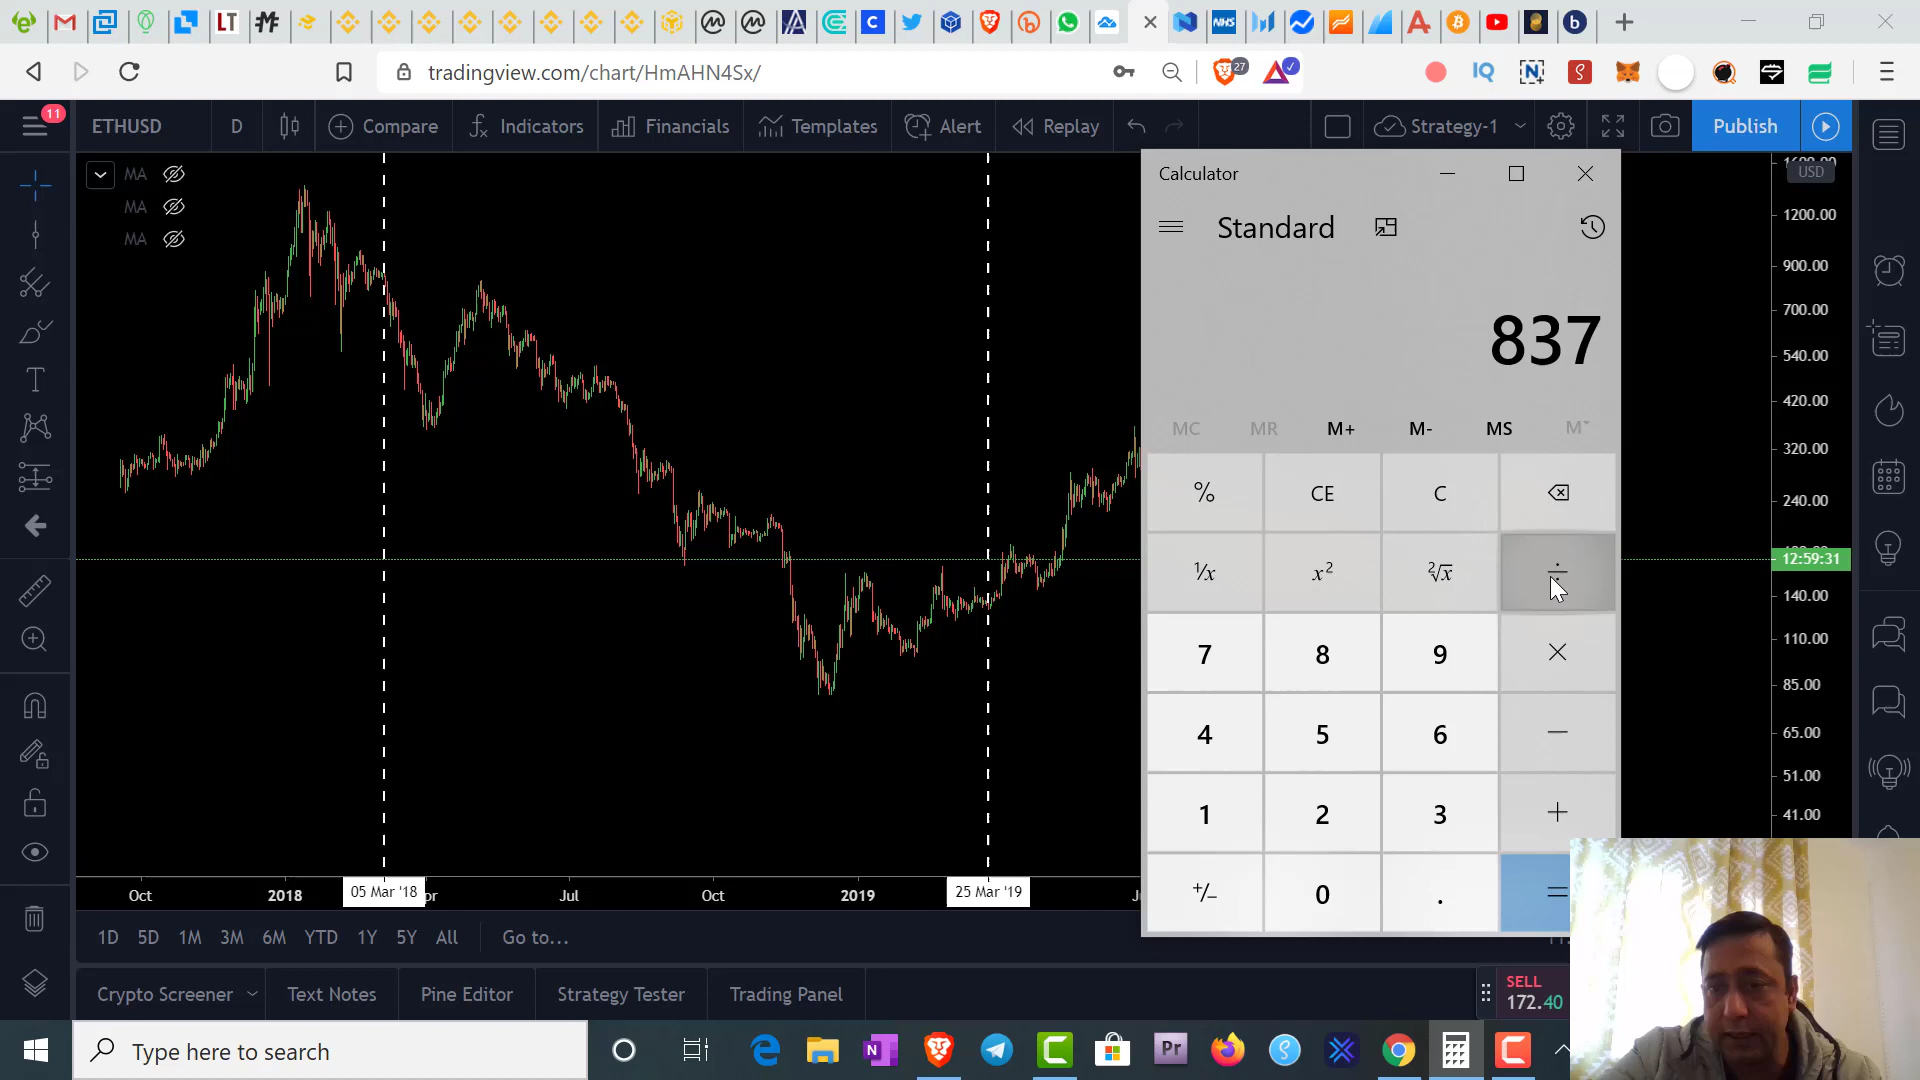 tradingview.com/chart/HmAHN4Sx/
27
11
ETHUSD
D
Compare
Indicators
Financials
Templates
Alert
Replay
Strategy-1
Publish
MA
MA
MA
Calculator
Standard
837
MC
MR
M+
M-
MS
M
%
CE
C
¹/x
x²
²√x
÷
7
8
9
×
4
5
6
−
1
2
3
+
+/−
0
.
=
USD
1200.00
900.00
700.00
540.00
420.00
320.00
240.00
12:59:31
140.00
110.00
85.00
65.00
51.00
41.00
Oct
2018
05 Mar '18
Jul
Oct
2019
25 Mar '19
1D
5D
1M
3M
6M
YTD
1Y
5Y
All
Go to...
Crypto Screener
Text Notes
Pine Editor
Strategy Tester
Trading Panel
SELL
172.40
Type here to search